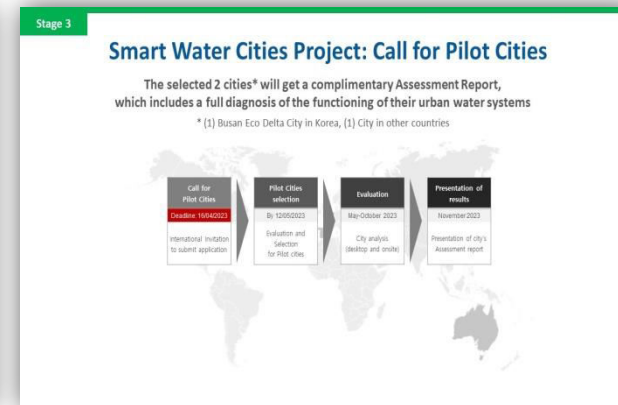 Stage 3
Smart Water Cities Project: Call for Pilot Cities
The selected 2 cities* will get a complimentary Assessment Report,
which includes a full diagnosis of the functioning of their urban water systems
* (1) Busan Eco Delta City in Korea, (1) City in other countries
Call for
Pilot Cities
Deadline: 16/04/2023
International Invitation
to submit application
Pilot Cities
selection
By 12/05/2023
Evaluation and
Selection
for Pilot cities
Evaluation
May-October 2023
City analysis
(desktop and onsite)
Presentation of
results
November 2023
Presentation of city's
Assessment report